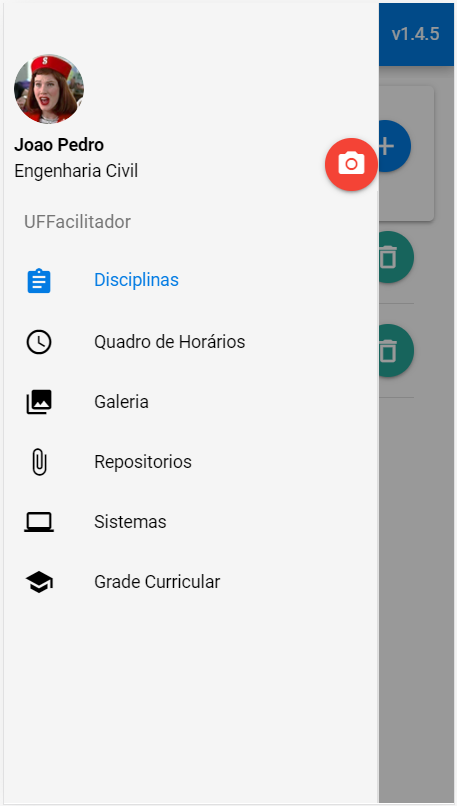 v1.4.5
Joao Pedro
Engenharia Civil
UFFacilitador
Disciplinas
Quadro de Horários
Galeria
Repositorios
Sistemas
Grade Curricular